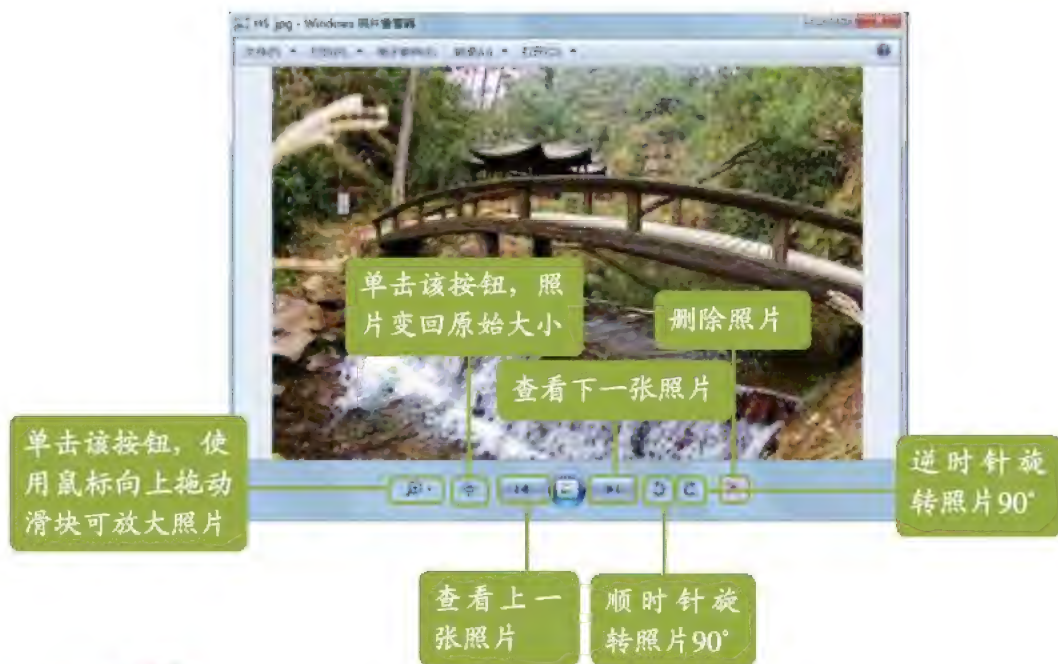 jpg - Windows 照片查看器
单击该按钮，照
片变回原始大小
删除照片
查看下一张照片
单击该按钮，使
用鼠标向上拖动
滑块可放大照片
逆时针旋
转照片90°
查看上一
张照片
顺时针旋
转照片90°